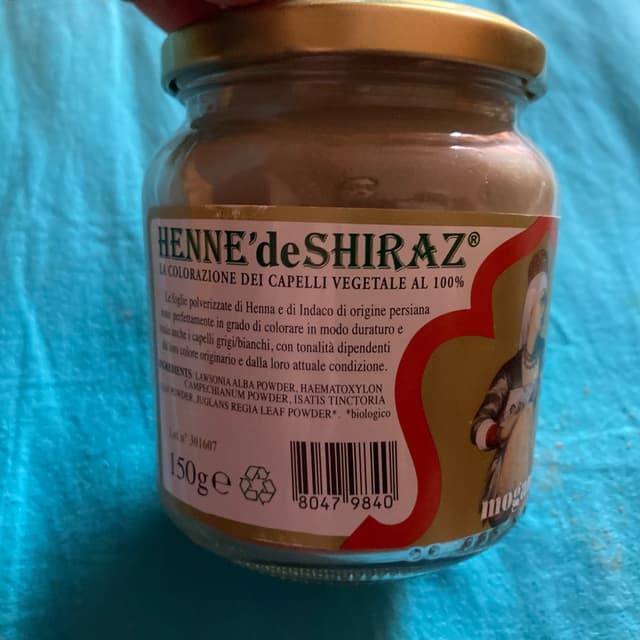 HENNE'deSHIRAZ®
LA COLORAZIONE DEI CAPELLI VEGETALE AL 100%
Le foglie polverizzate di Henna e di Indaco di origine persiana
sono perfettamente in grado di colorare in modo duraturo e
anche i capelli grigi/bianchi, con tonalità dipendenti
dal loro colore originario e dalla loro attuale condizione.
INGREDIENTS: LAWSONIA ALBA POWDER, HAEMATOXYLON
CAMPECHIANUM POWDER, ISATIS TINCTORIA
POWDER, JUGLANS REGIA LEAF POWDER*. *biologico
Lot n° 301607
150g e
8047 9840